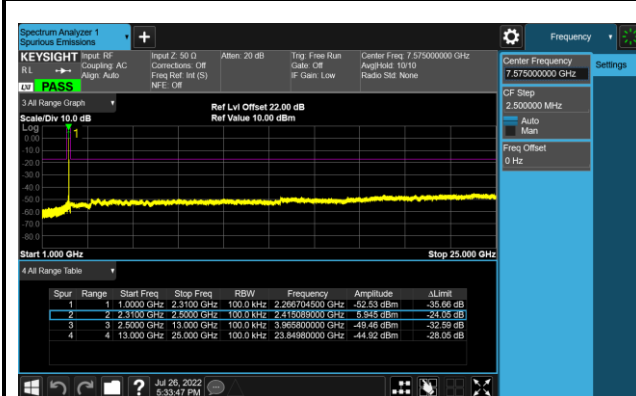 Spectrum Analyzer 1
Spurious Emissions
Frequency
KEYSIGHT Input: RF Input Z: 50 Ω Atten: 20 dB Trig: Free Run Center Freq: 7.575000000 GHz
R L Coupling: AC Corrections: Off Gate: Off Avg|Hold: 10/10
Align: Auto Freq Ref: Int (S) IF Gain: Low Radio Std: None
NFE: Off
LXI PASS
Center Frequency
7.575000000 GHz
Settings
CF Step
2.500000 MHz
Auto
Man
Freq Offset
0 Hz
3 All Range Graph
Ref Lvl Offset 22.00 dB
Scale/Div 10.0 dB Ref Value 10.00 dBm
Log
1
0.00
-10.0
-20.0
-30.0
-40.0
-50.0
-60.0
-70.0
-80.0
Start 1.000 GHz Stop 25.000 GHz
4 All Range Table
Spur Range Start Freq Stop Freq RBW Frequency Amplitude ΔLimit
1 1 1.0000 GHz 2.3100 GHz 100.0 kHz 2.266704500 GHz -52.53 dBm -35.66 dB
2 2 2.3100 GHz 2.5000 GHz 100.0 kHz 2.415089000 GHz 5.945 dBm -24.05 dB
3 3 2.5000 GHz 13.000 GHz 100.0 kHz 3.965800000 GHz -49.46 dBm -32.59 dB
4 4 13.000 GHz 25.000 GHz 100.0 kHz 23.84980000 GHz -44.92 dBm -28.05 dB
Jul 26, 2022
5:33:47 PM